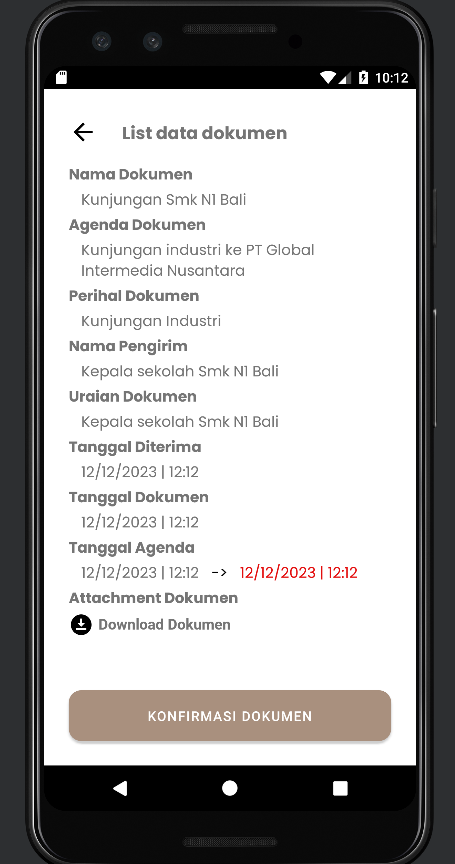 10:12
List data dokumen
Nama Dokumen
Kunjungan Smk N1 Bali
Agenda Dokumen
Kunjungan industri ke PT Global
Intermedia Nusantara
Perihal Dokumen
Kunjungan Industri
Nama Pengirim
Kepala sekolah Smk N1 Bali
Uraian Dokumen
Kepala sekolah Smk N1 Bali
Tanggal Diterima
12/12/2023 | 12:12
Tanggal Dokumen
12/12/2023 | 12:12
Tanggal Agenda
12/12/2023 | 12:12 -> 12/12/2023 | 12:12
Attachment Dokumen
Download Dokumen
KONFIRMASI DOKUMEN